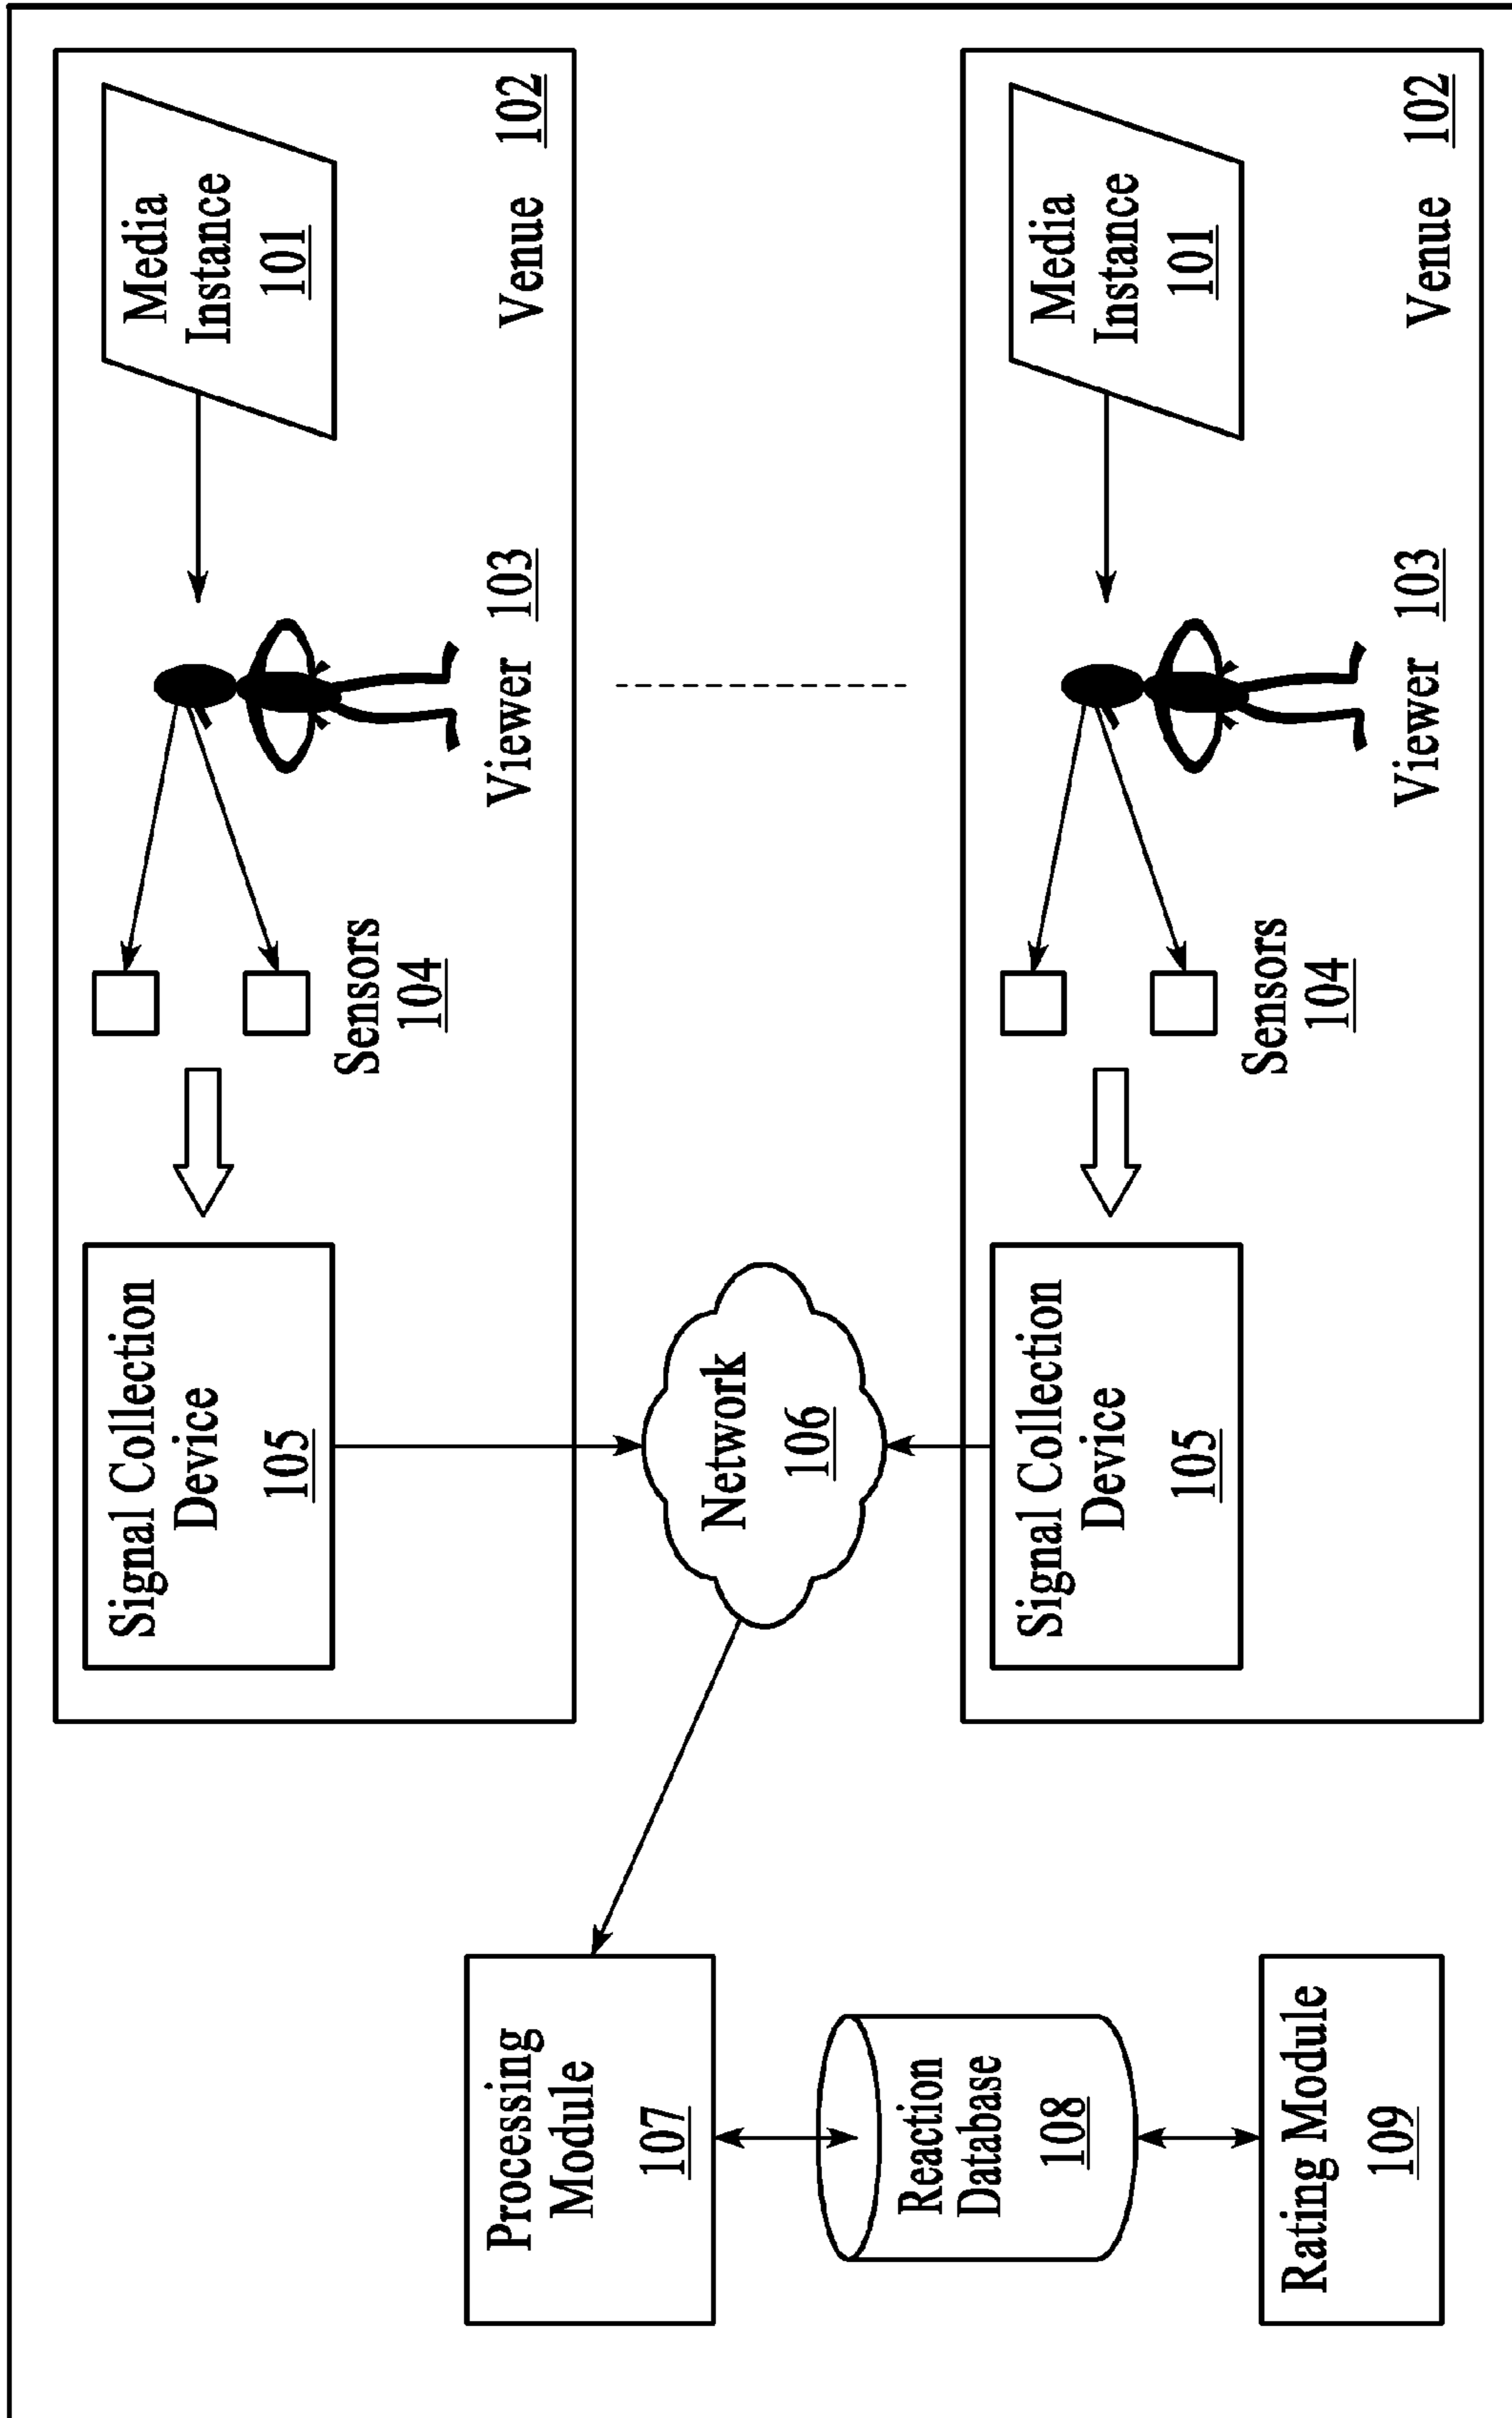 Media
Instance
101
Venue 102
Viewer 103
Sensors
104
Signal Collection
Device
105
Network
106
Media
Instance
101
Venue 102
Viewer 103
Sensors
104
Signal Collection
Device
105
Processing
Module
107
Reaction
Database
108
Rating Module
109